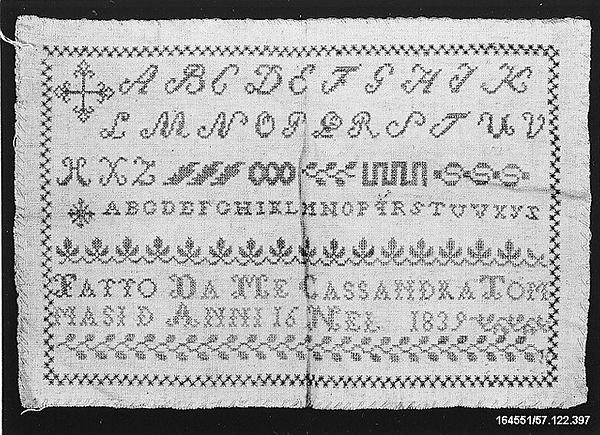 A B C D E F G H I K
L M N O P Q R S T U V
H X Z
ABCDEFGHIKLMNOPQRSTUVXYZ
FATTO DA ME CASSANDRA TOM
MASI D ANNI 16 NEL 1839
164551/57.122.397